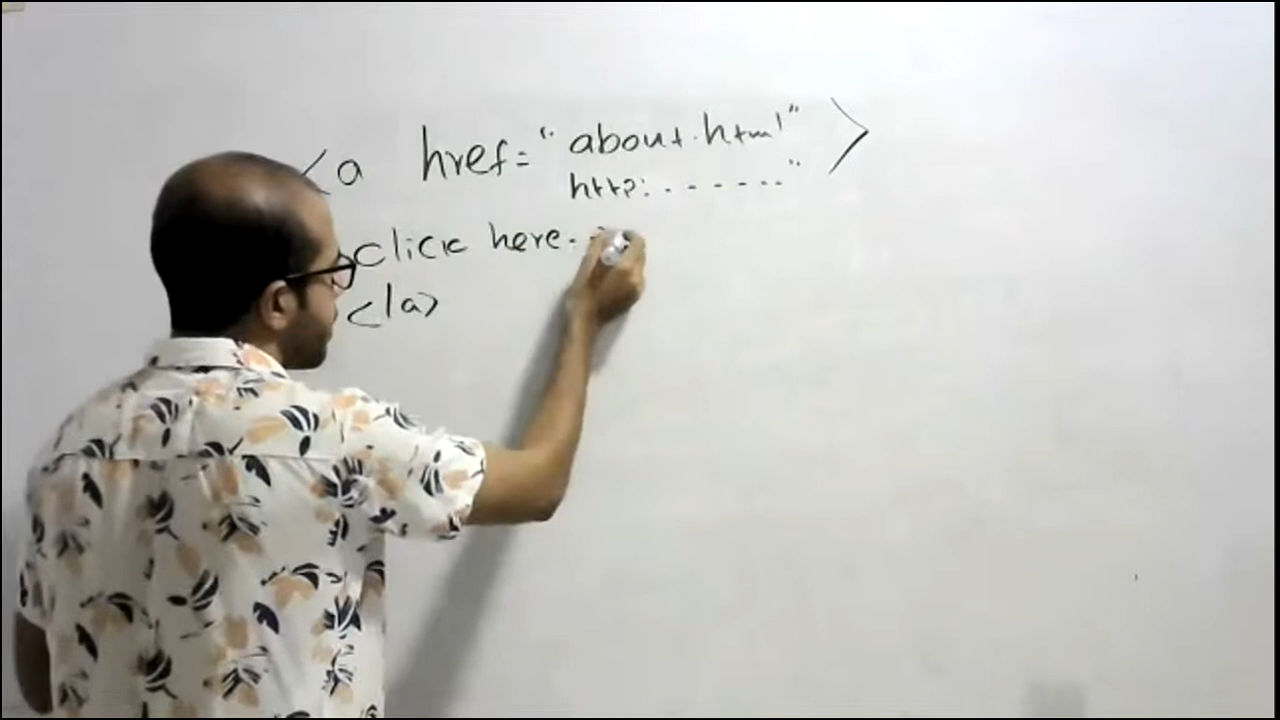 <a href="about.html">
http:. . . . . . "
click here.
</a>